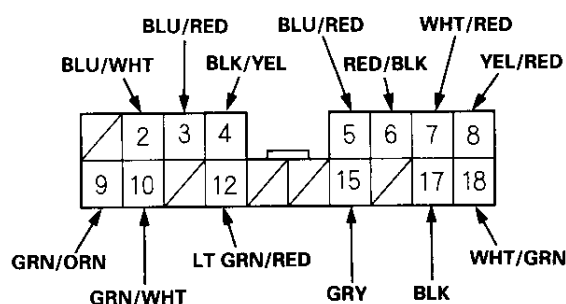 BLU/RED BLU/RED WHT/RED
BLU/WHT BLK/YEL RED/BLK YEL/RED
2 3 4 5 6 7 8
9 10 12 15 17 18
GRN/ORN LT GRN/RED WHT/GRN
GRN/WHT GRY BLK